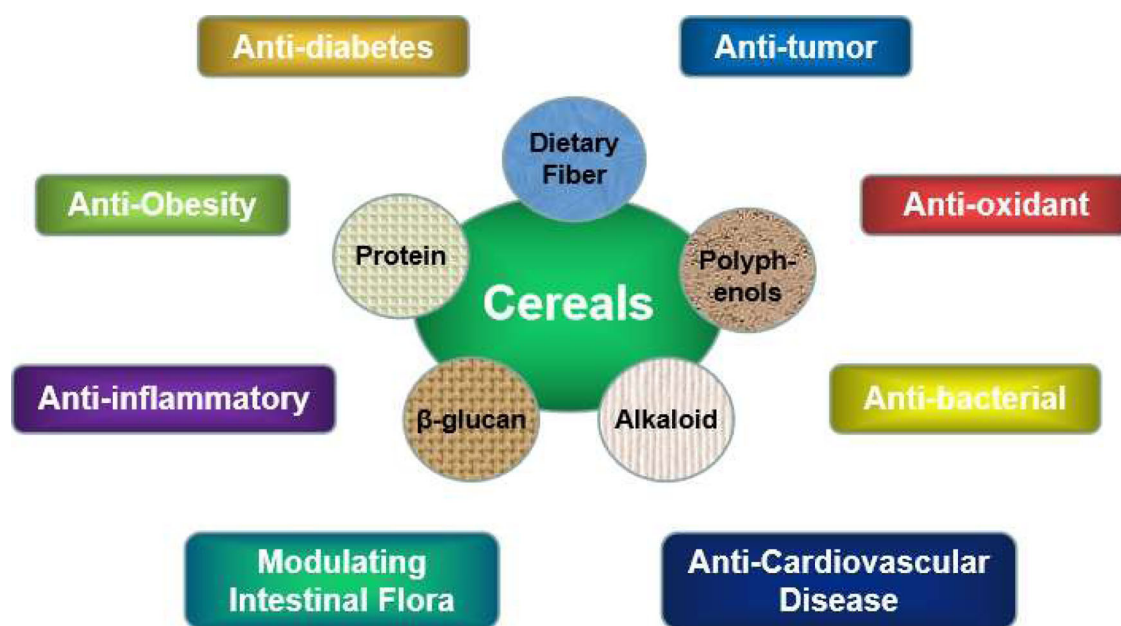 Anti-diabetes
Anti-tumor
Dietary
Fiber
Anti-Obesity
Anti-oxidant
Protein
Polyph-
enols
Cereals
Anti-inflammatory
Anti-bacterial
β-glucan
Alkaloid
Modulating
Intestinal Flora
Anti-Cardiovascular
Disease